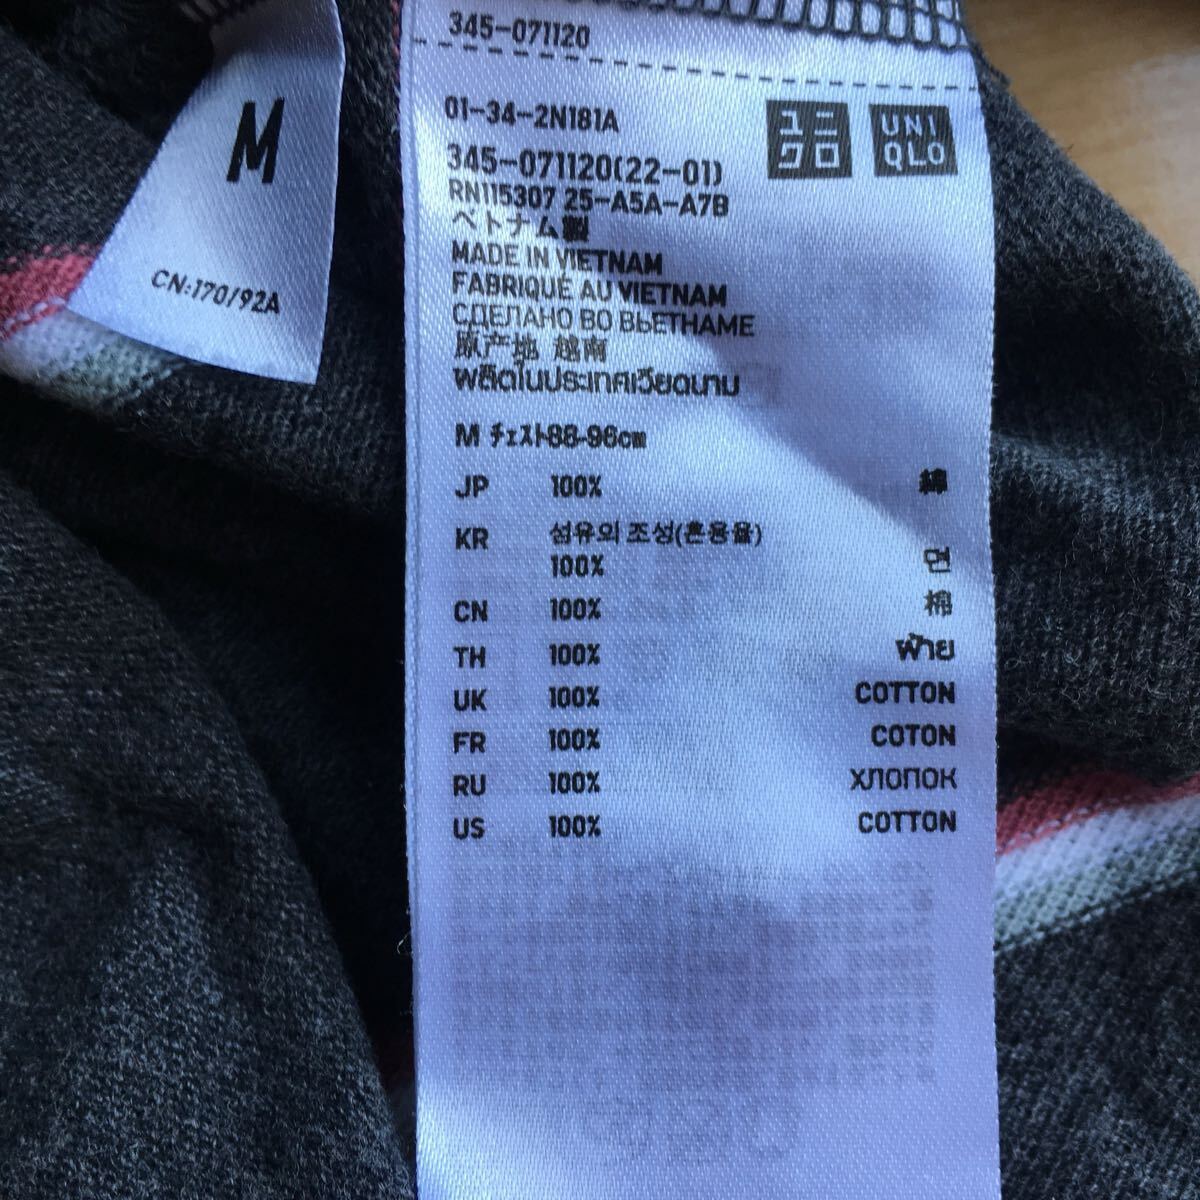 345-071120
M
CN:170/92A
01-34-2N181A
ユニ
クロ
UNI
QLO
345-071120(22-01)
RN115307 25-A5A-A7B
ベトナム製
MADE IN VIETNAM
FABRIQUÉ AU VIETNAM
СДЕЛАНО ВО ВЬЕТНАМЕ
原产地 越南
ผลิตในประเทศเวียดนาม
M チェスト88-96cm
JP 100% 綿
KR 섬유의 조성(혼용율)
100% 면
CN 100% 棉
TH 100% ฝ้าย
UK 100% COTTON
FR 100% COTON
RU 100% ХЛОПОК
US 100% COTTON